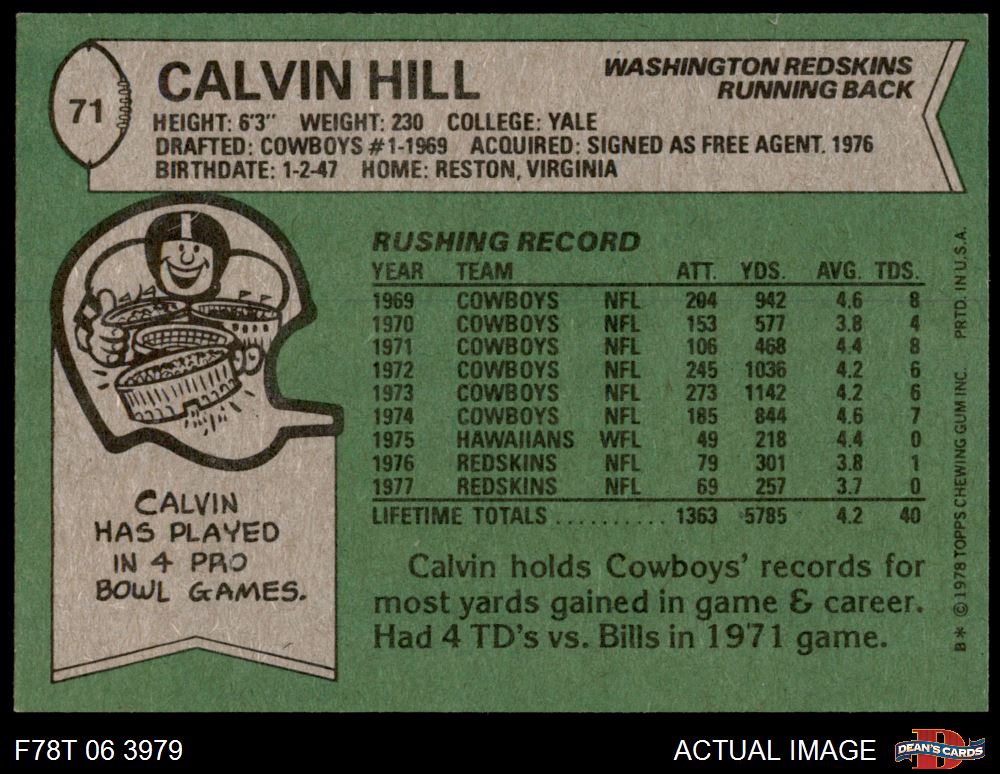 71
CALVIN HILL
WASHINGTON REDSKINS
RUNNING BACK
HEIGHT: 6'3" WEIGHT: 230 COLLEGE: YALE
DRAFTED: COWBOYS #1-1969 ACQUIRED: SIGNED AS FREE AGENT. 1976
BIRTHDATE: 1-2-47 HOME: RESTON, VIRGINIA
CALVIN
HAS PLAYED
IN 4 PRO
BOWL GAMES.
RUSHING RECORD
YEAR TEAM ATT. YDS. AVG. TDS.
1969 COWBOYS NFL 204 942 4.6 8
1970 COWBOYS NFL 153 577 3.8 4
1971 COWBOYS NFL 106 468 4.4 8
1972 COWBOYS NFL 245 1036 4.2 6
1973 COWBOYS NFL 273 1142 4.2 6
1974 COWBOYS NFL 185 844 4.6 7
1975 HAWAIIANS WFL 49 218 4.4 0
1976 REDSKINS NFL 79 301 3.8 1
1977 REDSKINS NFL 69 257 3.7 0
LIFETIME TOTALS .......... 1363 5785 4.2 40
Calvin holds Cowboys' records for
most yards gained in game & career.
Had 4 TD's vs. Bills in 1971 game.
B* © 1978 TOPPS CHEWING GUM INC. PRTD. IN U.S.A.
F78T 06 3979
ACTUAL IMAGE
DEAN'S CARDS